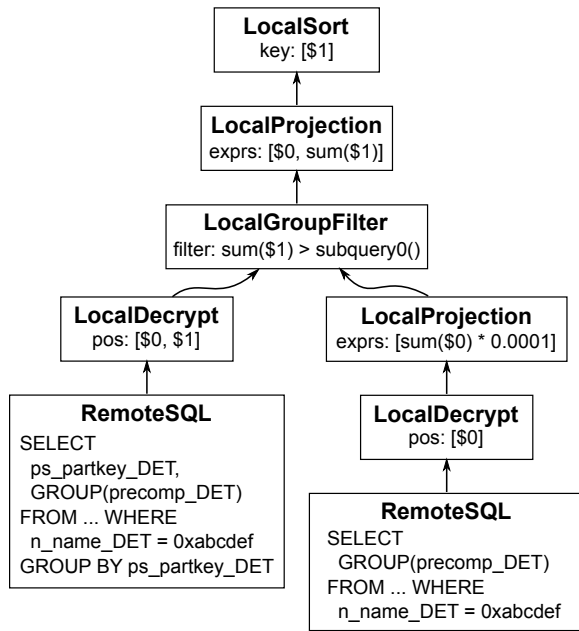 LocalSort
key: [$1]
LocalProjection
exprs: [$0, sum($1)]
LocalGroupFilter
filter: sum($1) > subquery0()
LocalDecrypt
pos: [$0, $1]
RemoteSQL
SELECT
ps_partkey_DET,
GROUP(precomp_DET)
FROM ... WHERE
n_name_DET = 0xabcdef
GROUP BY ps_partkey_DET
LocalProjection
exprs: [sum($0) * 0.0001]
LocalDecrypt
pos: [$0]
RemoteSQL
SELECT
GROUP(precomp_DET)
FROM ... WHERE
n_name_DET = 0xabcdef